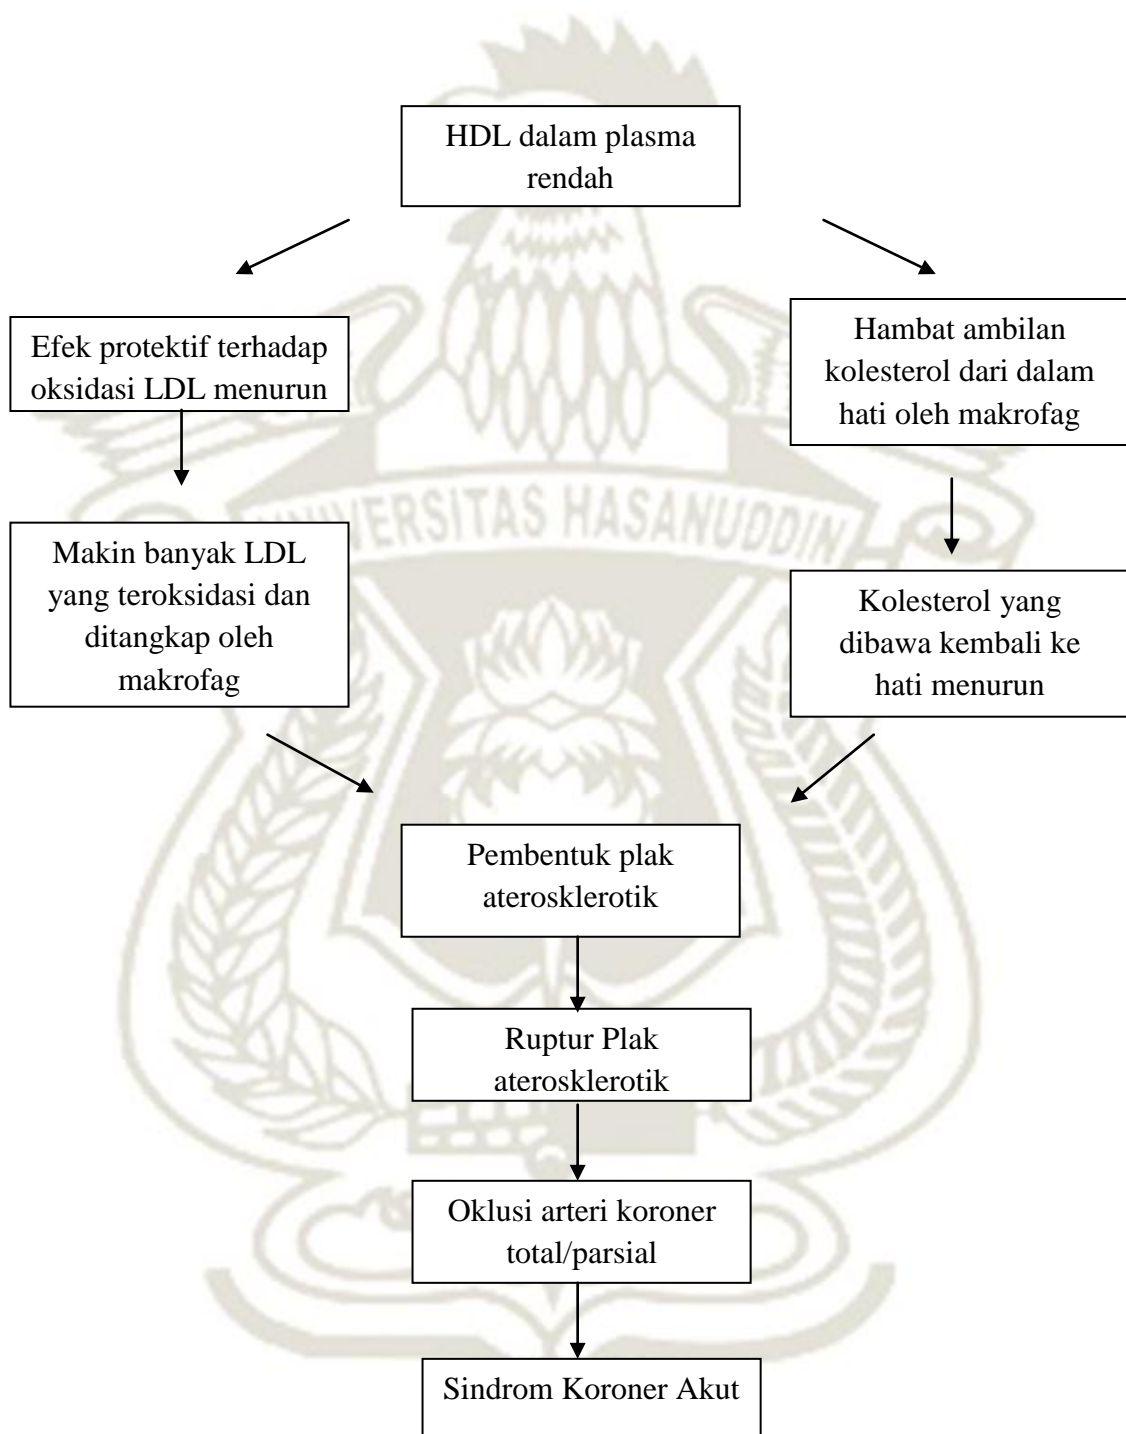 HDL dalam plasma
rendah
Efek protektif terhadap
oksidasi LDL menurun
Hambat ambilan
kolesterol dari dalam
hati oleh makrofag
UNIVERSITAS HASANUDDIN
Makin banyak LDL
yang teroksidasi dan
ditangkap oleh
makrofag
Kolesterol yang
dibawa kembali ke
hati menurun
Pembentuk plak
aterosklerotik
Ruptur Plak
aterosklerotik
Oklusi arteri koroner
total/parsial
Sindrom Koroner Akut